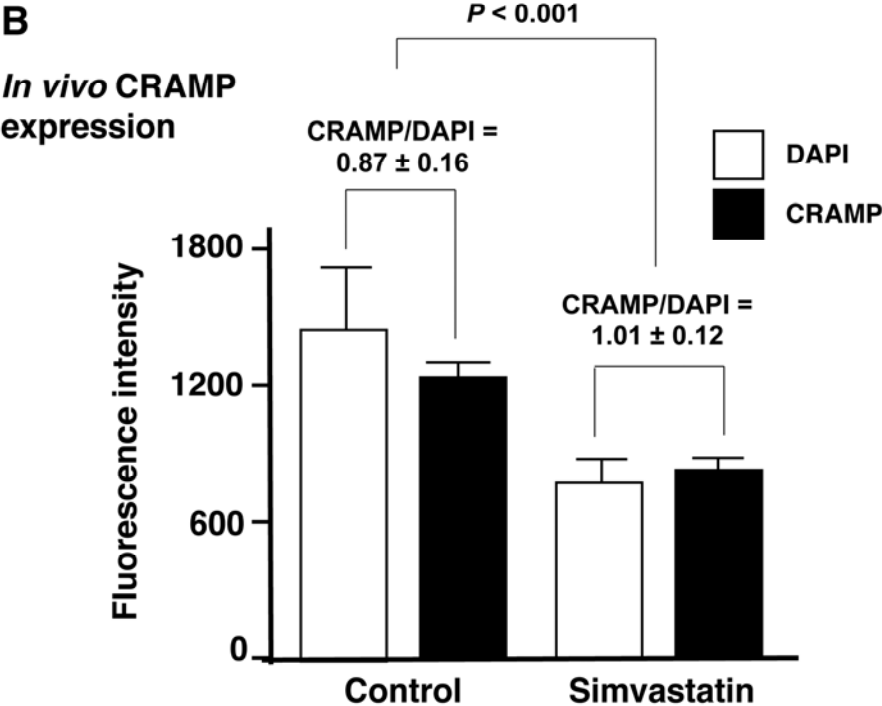 B
P < 0.001
In vivo CRAMP
expression
CRAMP/DAPI =
0.87 ± 0.16
DAPI
CRAMP
CRAMP/DAPI =
1.01 ± 0.12
Fluorescence intensity
1800
1200
600
0
Control
Simvastatin